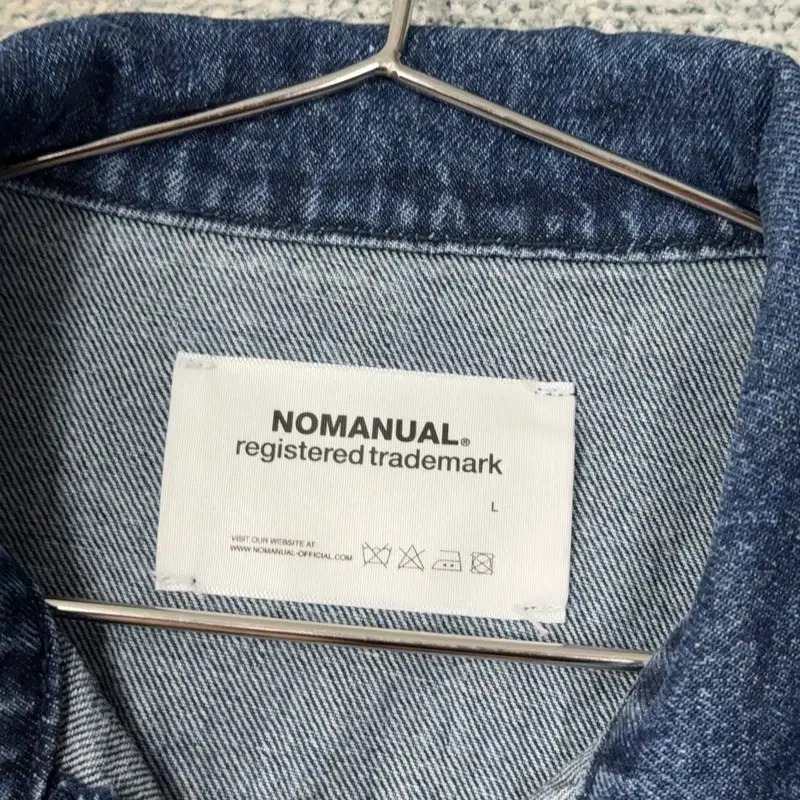 NOMANUAL®
registered trademark
L
VISIT OUR WEBSITE AT
WWW.NOMANUAL-OFFICIAL.COM